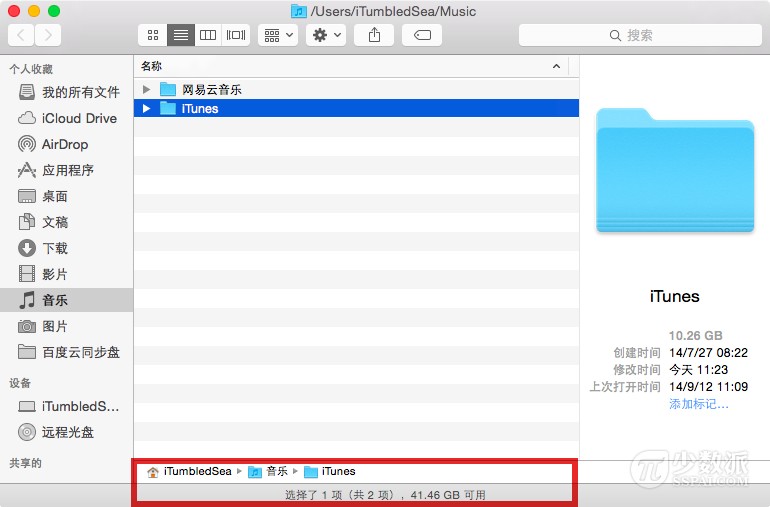 /Users/iTumbledSea/Music
搜索
个人收藏
我的所有文件
iCloud Drive
AirDrop
应用程序
桌面
文稿
下载
影片
音乐
图片
百度云同步盘
设备
iTumbledS...
远程光盘
共享的
名称
网易云音乐
iTunes
iTunes
10.26 GB
创建时间 14/7/27 08:22
修改时间 今天 11:23
上次打开时间 14/9/12 11:09
添加标记...
iTumbledSea ▸ 音乐 ▸ iTunes
选择了 1 项（共 2 项），41.46 GB 可用
少数派
SSPAI.COM